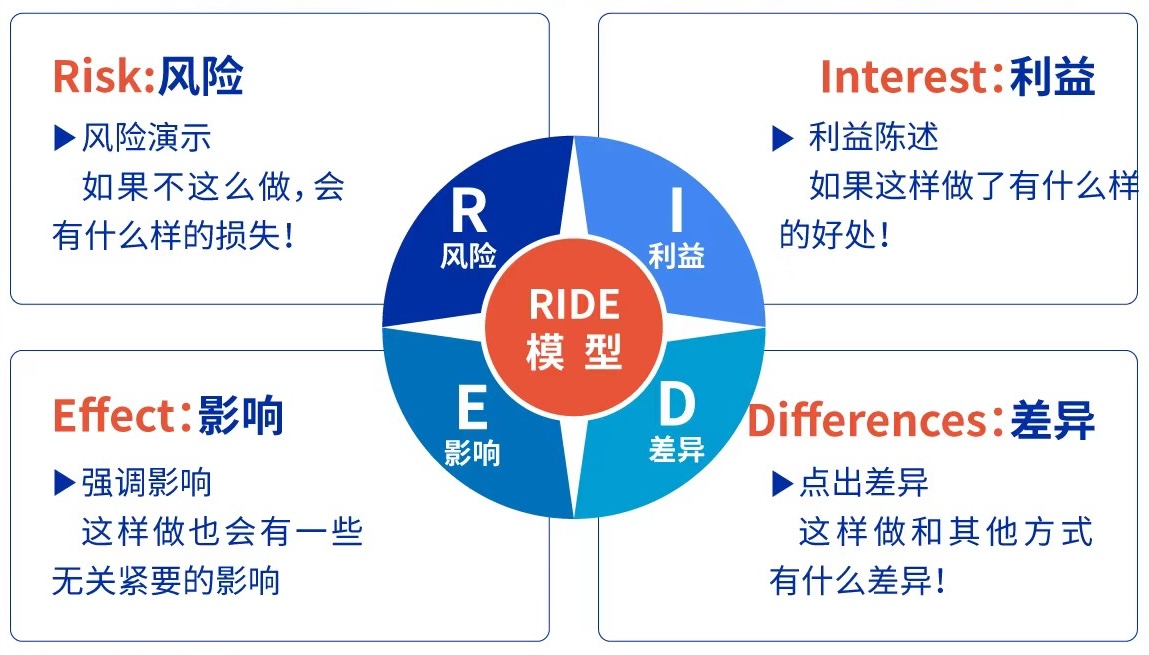 Risk:风险
▶风险演示
如果不这么做，会
有什么样的损失！
Interest：利益
▶ 利益陈述
如果这样做了有什么样
的好处！
R
风险
I
利益
RIDE
模 型
E
影响
D
差异
Effect：影响
▶强调影响
这样做也会有一些
无关紧要的影响
Differences：差异
▶点出差异
这样做和其他方式
有什么差异！